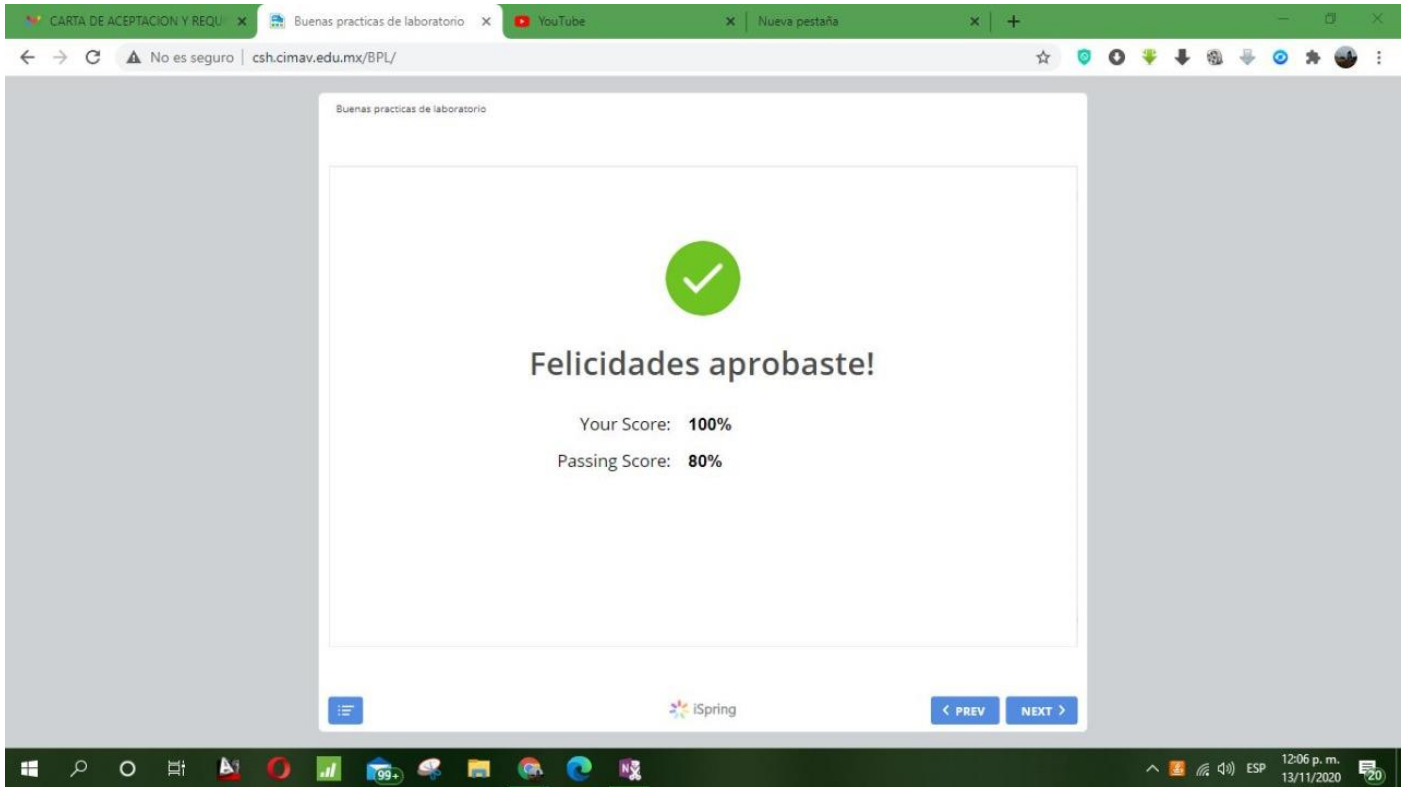 CARTA DE ACEPTACION Y REQU
Buenas practicas de laboratorio
YouTube
Nueva pestaña
No es seguro | csh.cimav.edu.mx/BPL/
Buenas practicas de laboratorio
Felicidades aprobaste!
Your Score: 100%
Passing Score: 80%
iSpring
PREV
NEXT
99+
ESP
12:06 p. m.
13/11/2020
20